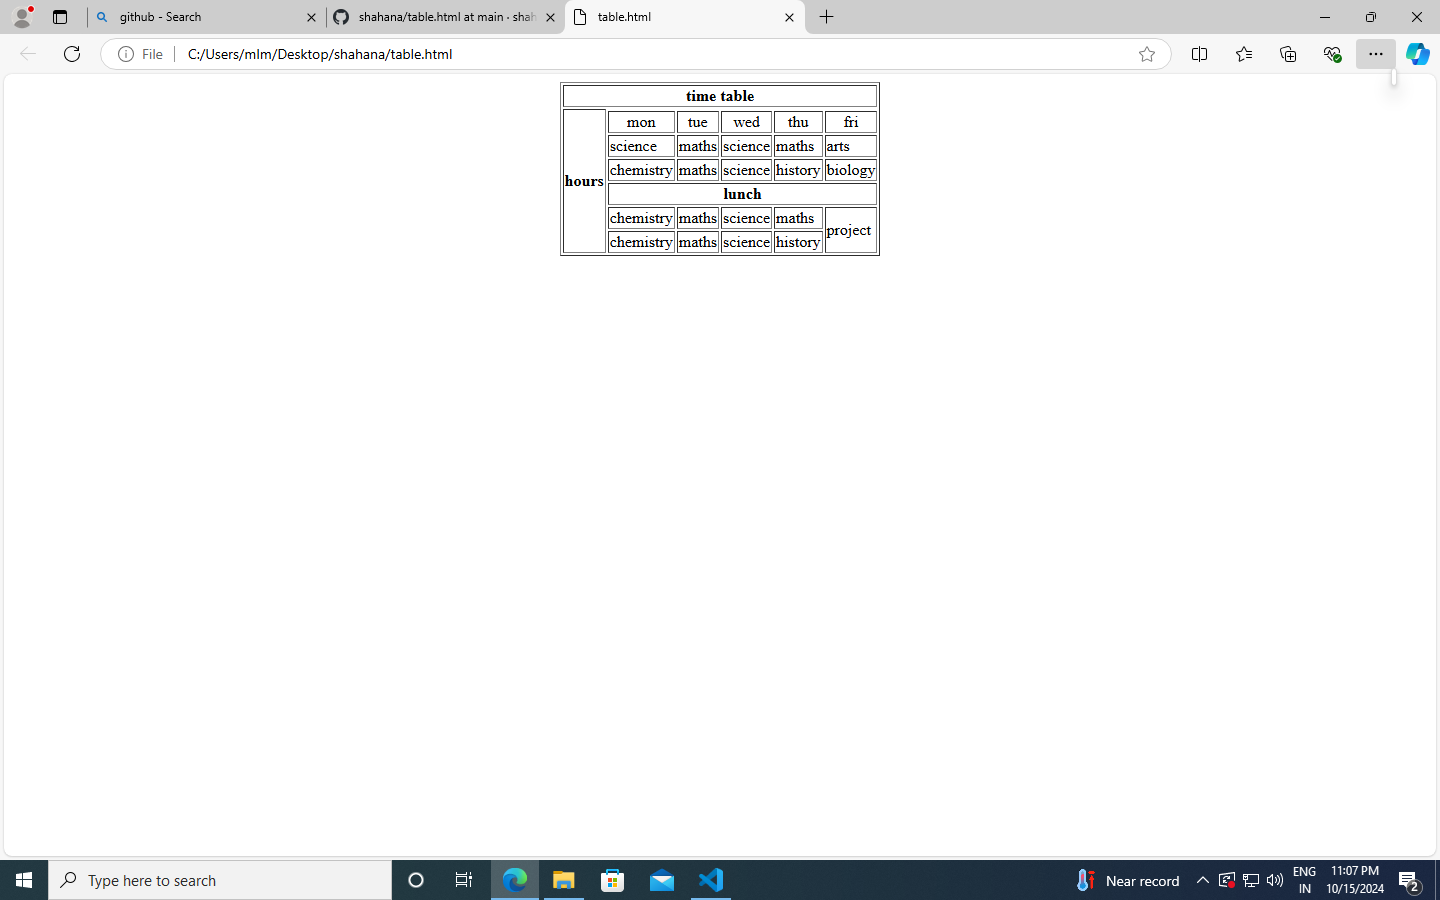 github - Search
shahana/table.html at main · shah
table.html
File
C:/Users/mlm/Desktop/shahana/table.html
time table
hours
mon tue wed thu fri
science maths science maths arts
chemistry maths science history biology
lunch
chemistry maths science maths project
chemistry maths science history
Type here to search
Near record
ENG
IN
11:07 PM
10/15/2024
2